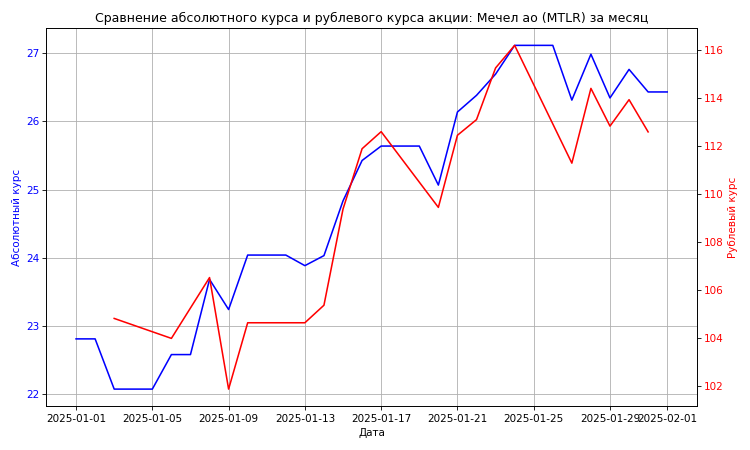 Сравнение абсолютного курса и рублевого курса акции: Мечел ао (MTLR) за месяц
27
26
25
24
23
22
Абсолютный курс
116
114
112
110
108
106
104
102
Рублевый курс
2025-01-01 2025-01-05 2025-01-09 2025-01-13 2025-01-17 2025-01-21 2025-01-25 2025-01-29 2025-02-01
Дата